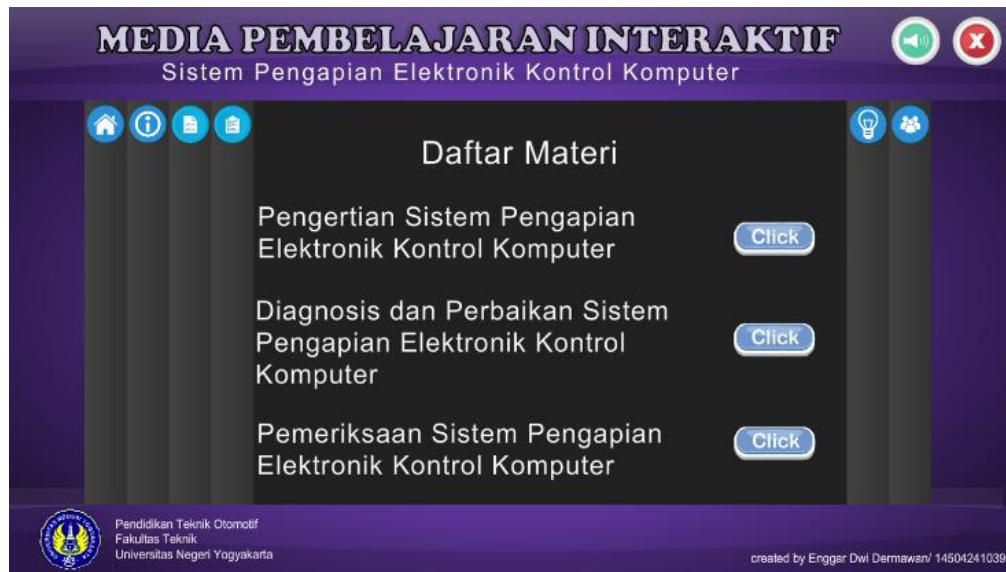 MEDIA PEMBELAJARAN INTERAKTIF
Sistem Pengapian Elektronik Kontrol Komputer
Daftar Materi
Pengertian Sistem Pengapian
Elektronik Kontrol Komputer
Click
Diagnosis dan Perbaikan Sistem
Pengapian Elektronik Kontrol
Komputer
Click
Pemeriksaan Sistem Pengapian
Elektronik Kontrol Komputer
Click
Pendidikan Teknik Otomotif
Fakultas Teknik
Universitas Negeri Yogyakarta
created by Enggar Dwi Dermawan/ 14504241039